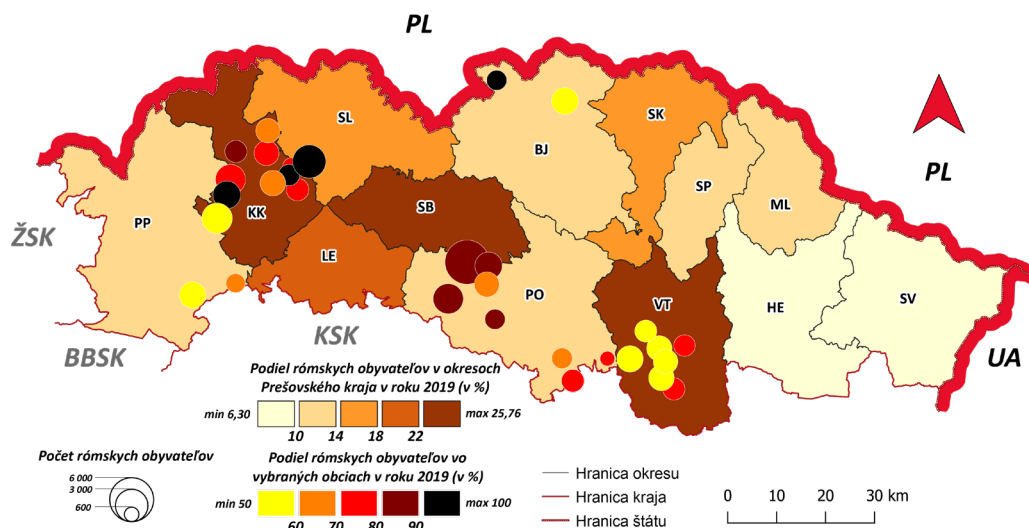 PL
SL
SK
BJ
SP
PL
ML
SB
KK
PP
ŽSK
LE
PO
VT
HE
SV
KSK
BBSK
UA
Podiel rómskych obyvateľov v okresoch
Prešovského kraja v roku 2019 (v %)
min 6,30
max 25,76
10 14 18 22
Počet rómskych obyvateľov
6 000
3 000
600
Podiel rómskych obyvateľov vo
vybraných obciach v roku 2019 (v %)
min 50
max 100
60 70 80 90
Hranica okresu
Hranica kraja
Hranica štátu
0 10 20 30 km